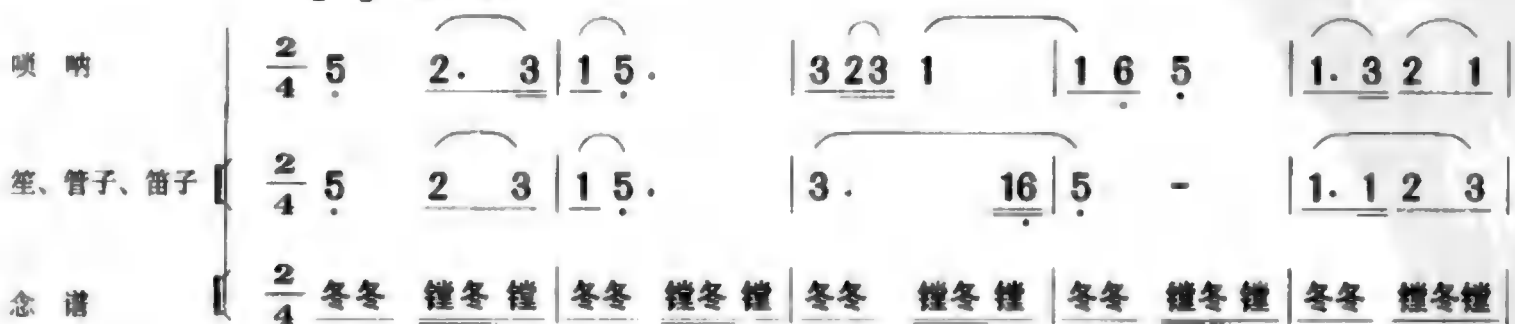 唢 呐 2/4 5 2. 3 | 1 5. | 3 23 1 | 1 6 5 | 1. 3 2 1 |
笙、管子、笛子 2/4 5 2 3 | 1 5. | 3. 16 | 5 - | 1. 1 2 3 |
念 谱 2/4 冬冬 镗冬 镗 | 冬冬 镗冬 镗 | 冬冬 镗冬 镗 | 冬冬 镗冬 镗 | 冬冬 镗冬镗 |